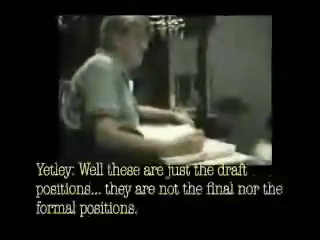 Yetley: Well these are just the draft
positions... they are not the final nor the
formal positions.